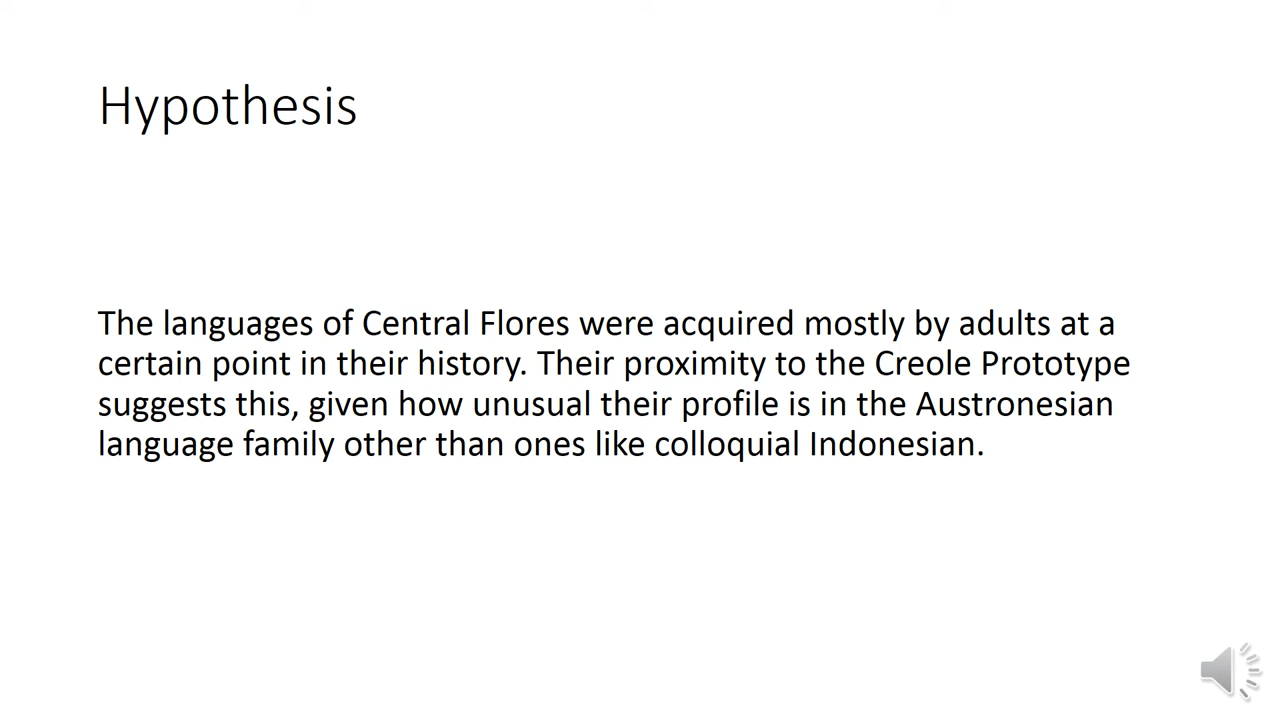 Hypothesis
The languages of Central Flores were acquired mostly by adults at a
certain point in their history. Their proximity to the Creole Prototype
suggests this, given how unusual their profile is in the Austronesian
language family other than ones like colloquial Indonesian.